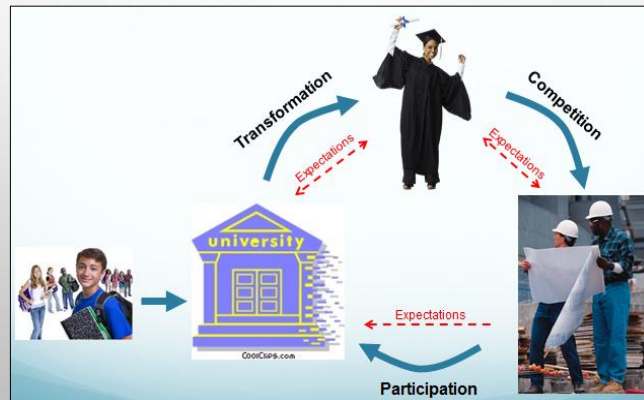 Transformation
Competition
Expectations
Expectations
university
Expectations
COOLCLIPS.COM
Participation